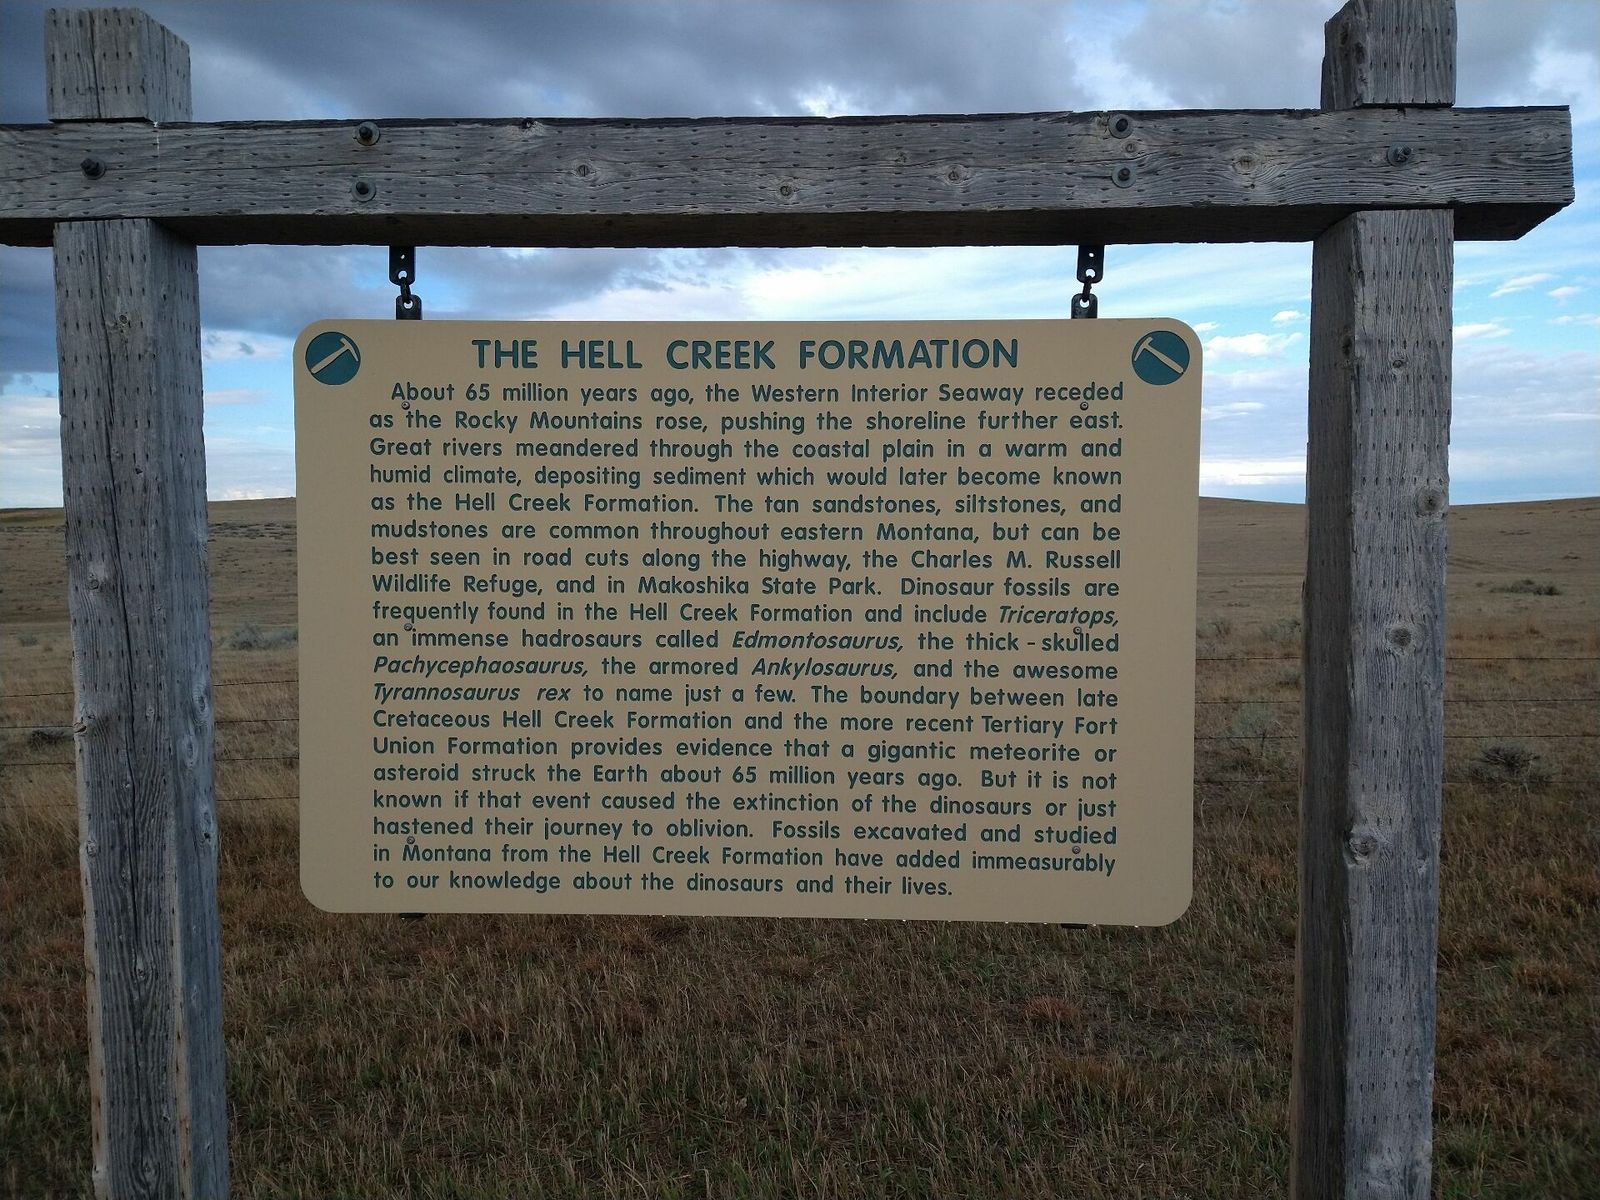 THE HELL CREEK FORMATION
About 65 million years ago, the Western Interior Seaway receded
as the Rocky Mountains rose, pushing the shoreline further east.
Great rivers meandered through the coastal plain in a warm and
humid climate, depositing sediment which would later become known
as the Hell Creek Formation. The tan sandstones, siltstones, and
mudstones are common throughout eastern Montana, but can be
best seen in road cuts along the highway, the Charles M. Russell
Wildlife Refuge, and in Makoshika State Park. Dinosaur fossils are
frequently found in the Hell Creek Formation and include Triceratops,
an immense hadrosaurs called Edmontosaurus, the thick - skulled
Pachycephaosaurus, the armored Ankylosaurus, and the awesome
Tyrannosaurus rex to name just a few. The boundary between late
Cretaceous Hell Creek Formation and the more recent Tertiary Fort
Union Formation provides evidence that a gigantic meteorite or
asteroid struck the Earth about 65 million years ago. But it is not
known if that event caused the extinction of the dinosaurs or just
hastened their journey to oblivion. Fossils excavated and studied
in Montana from the Hell Creek Formation have added immeasurably
to our knowledge about the dinosaurs and their lives.